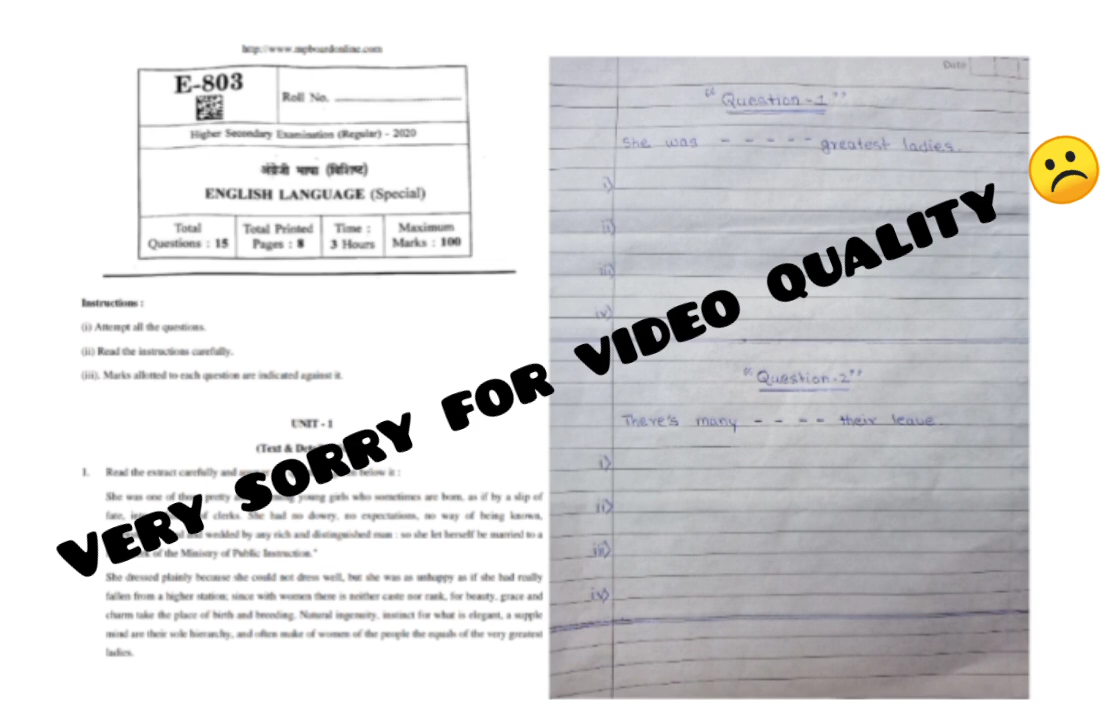 http://www.mpboardonline.com
E-803
Roll No.
Higher Secondary Examination (Regular) - 2020
अंग्रेजी भाषा (विशिष्ट)
ENGLISH LANGUAGE (Special)
Total Questions : 15
Total Printed Pages : 8
Time : 3 Hours
Maximum Marks : 100
Instructions :
(i) Attempt all the questions.
(ii) Read the instructions carefully.
(iii). Marks allotted to each question are indicated against it.
UNIT - 1
(Text &
1. Read the extract carefully and below it :
She was one of pretty young girls who sometimes are born, as if by a slip of
fate, of clerks. She had no dowry, no expectations, no way of being known,
and wedded by any rich and distinguished man : so she let herself be married to a
of the Ministry of Public Instruction."
She dressed plainly because she could not dress well, but she was as unhappy as if she had really
fallen from a higher station; since with women there is neither caste nor rank, for beauty, grace and
charm take the place of birth and breeding. Natural ingenuity, instinct for what is elegant, a supple
mind are their sole hierarchy, and often make of women of the people the equals of the very greatest
ladies.
Date
"Question-1"
She was - - - - - greatest ladies.
i)
ii)
iii)
iv)
"Question-2"
There's many - - - - their leave.
i)
ii)
iii)
iv)
VERY SORRY FOR VIDEO QUALITY